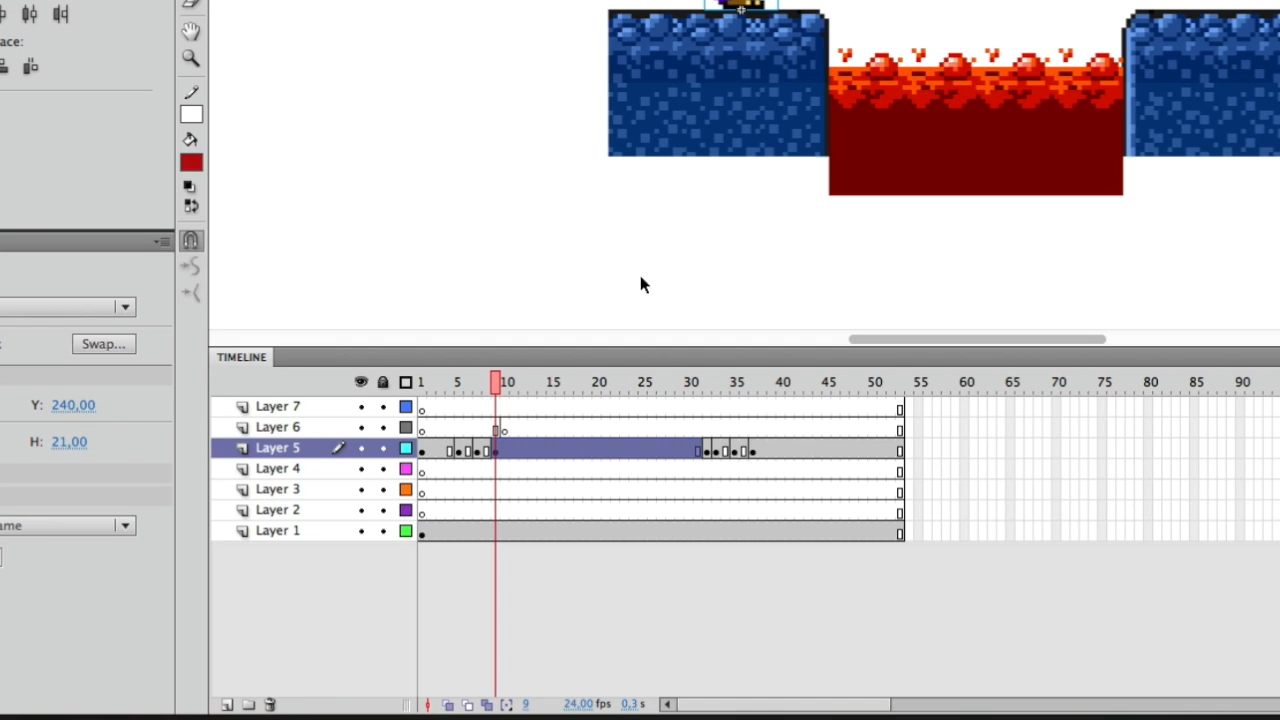 ace:
Swap...
Y: 240,00
H: 21,00
ame
TIMELINE
1 5 10 15 20 25 30 35 40 45 50 55 60 65 70 75 80 85 90
Layer 7
Layer 6
Layer 5
Layer 4
Layer 3
Layer 2
Layer 1
9 24,00 fps 0,3 s